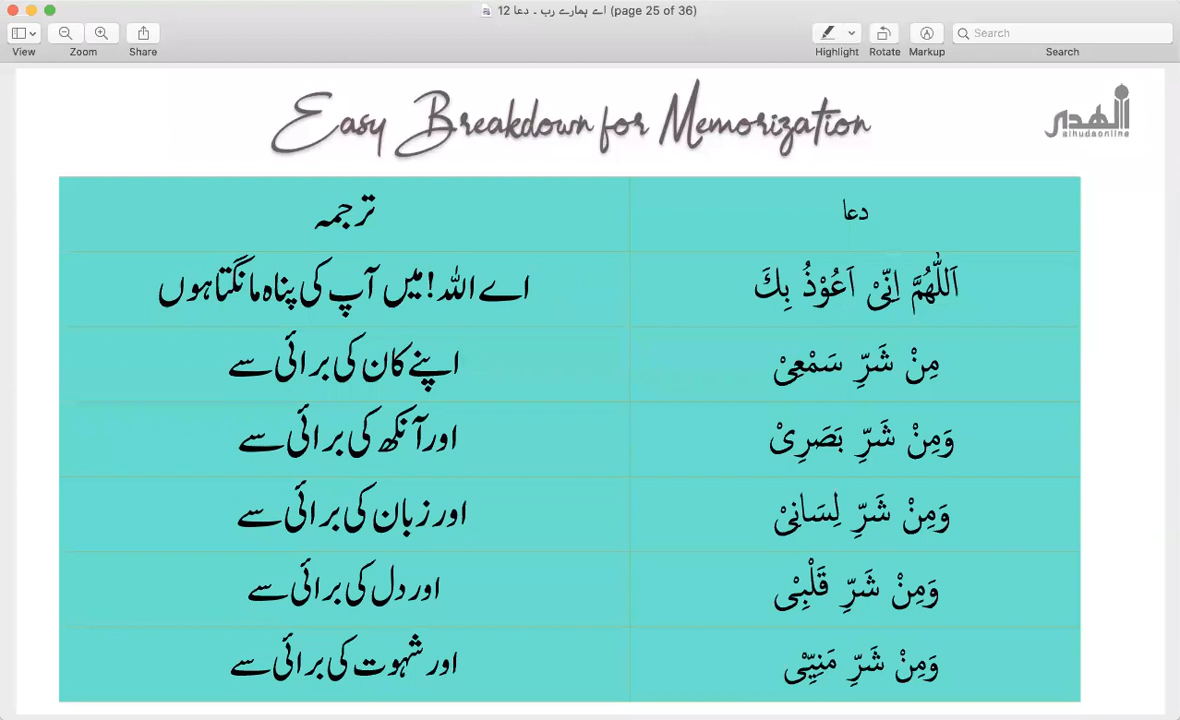 12 اے ہمارے رب ۔ دعا (page 25 of 36)
View Zoom Share Highlight Rotate Markup Search
Search
Easy Breakdown for Memorization
الهدى
alhudaonline
دعا ترجمہ
اَللّٰهُمَّ اِنِّیْ اَعُوْذُ بِكَ اے اللہ! میں آپ کی پناہ مانگتا ہوں
مِنْ شَرِّ سَمْعِیْ اپنے کان کی برائی سے
وَمِنْ شَرِّ بَصَرِیْ اور آنکھ کی برائی سے
وَمِنْ شَرِّ لِسَانِیْ اور زبان کی برائی سے
وَمِنْ شَرِّ قَلْبِیْ اور دل کی برائی سے
وَمِنْ شَرِّ مَنِیِّیْ اور شہوت کی برائی سے